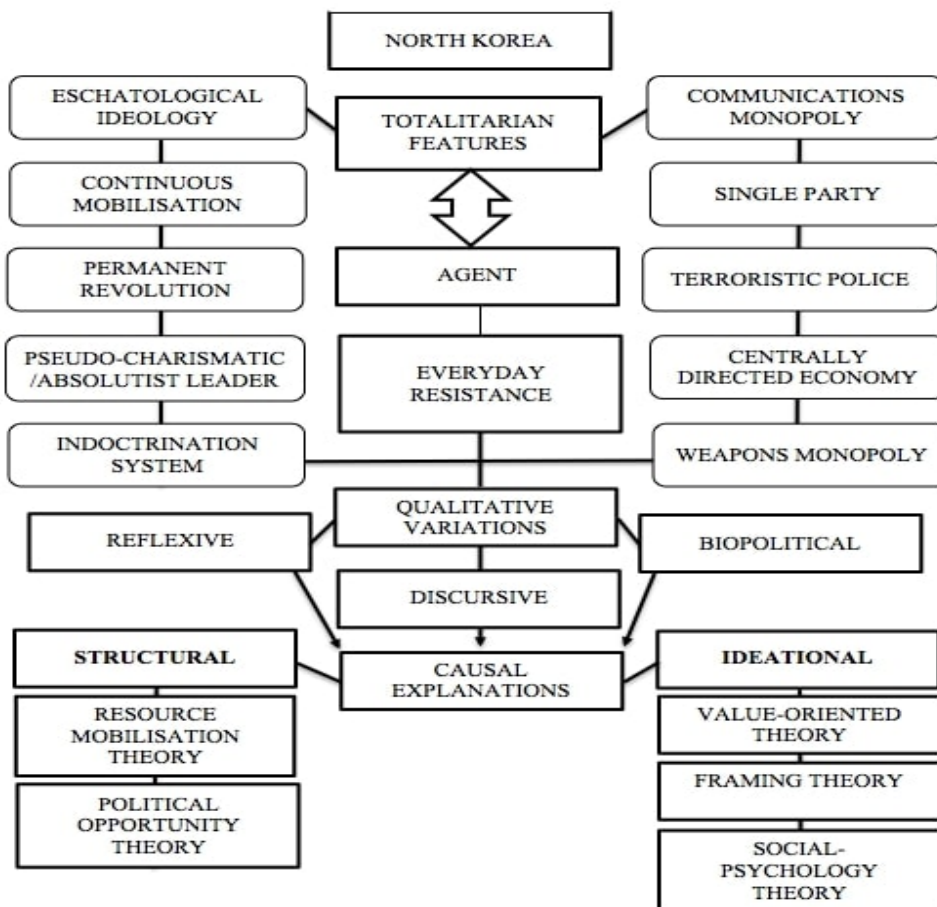 NORTH KOREA
ESCHATOLOGICAL
IDEOLOGY
TOTALITARIAN
FEATURES
COMMUNICATIONS
MONOPOLY
CONTINUOUS
MOBILISATION
SINGLE PARTY
PERMANENT
REVOLUTION
AGENT
TERRORISTIC POLICE
PSEUDO-CHARISMATIC
/ABSOLUTIST LEADER
EVERYDAY
RESISTANCE
CENTRALLY
DIRECTED ECONOMY
INDOCTRINATION
SYSTEM
WEAPONS MONOPOLY
QUALITATIVE
VARIATIONS
REFLEXIVE
BIOPOLITICAL
DISCURSIVE
STRUCTURAL
CAUSAL
EXPLANATIONS
IDEATIONAL
RESOURCE
MOBILISATION
THEORY
VALUE-ORIENTED
THEORY
POLITICAL
OPPORTUNITY
THEORY
FRAMING THEORY
SOCIAL-
PSYCHOLOGY
THEORY